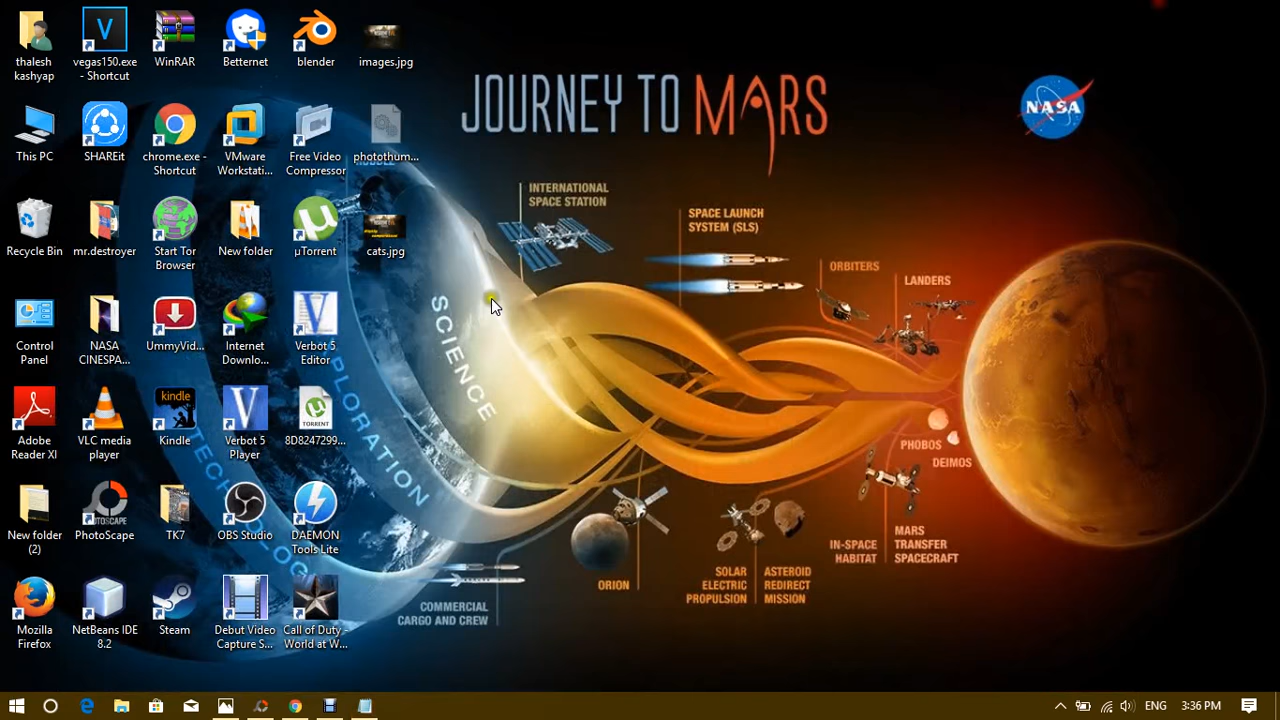 thalesh
kashyap
vegas150.exe
- Shortcut
WinRAR
Betternet
blender
images.jpg
This PC
SHAREit
chrome.exe -
Shortcut
VMware
Workstati...
Free Video
Compressor
photothum...
Recycle Bin
mr.destroyer
Start Tor
Browser
New folder
µTorrent
cats.jpg
Control
Panel
NASA
CINESPA...
UmmyVid...
Internet
Downlo...
Verbot 5
Editor
Adobe
Reader XI
VLC media
player
kindle
Kindle
Verbot 5
Player
TORRENT
8D8247299...
New folder
(2)
PhotoScape
TK7
OBS Studio
DAEMON
Tools Lite
Mozilla
Firefox
NetBeans IDE
8.2
Steam
Debut Video
Capture S...
Call of Duty -
World at W...
JOURNEY TO MARS
NASA
INTERNATIONAL
SPACE STATION
SPACE LAUNCH
SYSTEM (SLS)
ORBITERS
LANDERS
SCIENCE
EXPLORATION
PHOBOS
DEIMOS
ORION
SOLAR
ELECTRIC
PROPULSION
ASTEROID
REDIRECT
MISSION
IN-SPACE
HABITAT
MARS
TRANSFER
SPACECRAFT
COMMERCIAL
CARGO AND CREW
ENG
3:36 PM